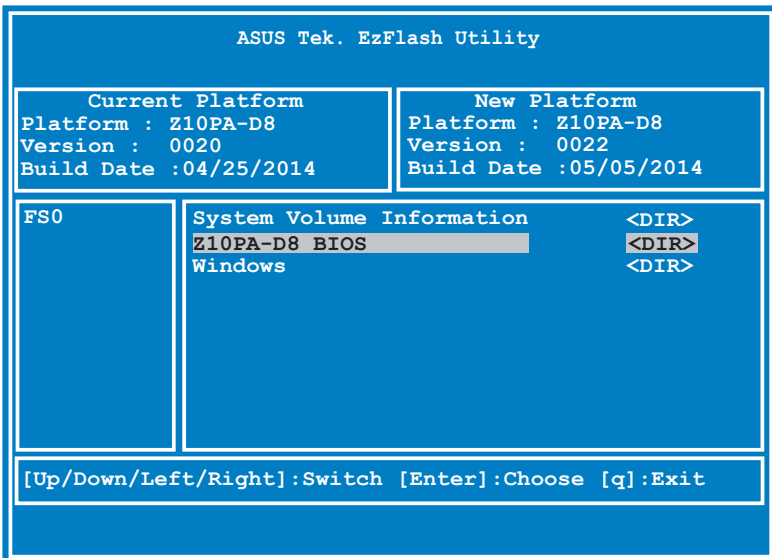 ASUS Tek. EzFlash Utility
Current Platform
Platform : Z10PA-D8
Version : 0020
Build Date :04/25/2014
New Platform
Platform : Z10PA-D8
Version : 0022
Build Date :05/05/2014
FS0
System Volume Information <DIR>
Z10PA-D8 BIOS <DIR>
Windows <DIR>
[Up/Down/Left/Right]:Switch [Enter]:Choose [q]:Exit